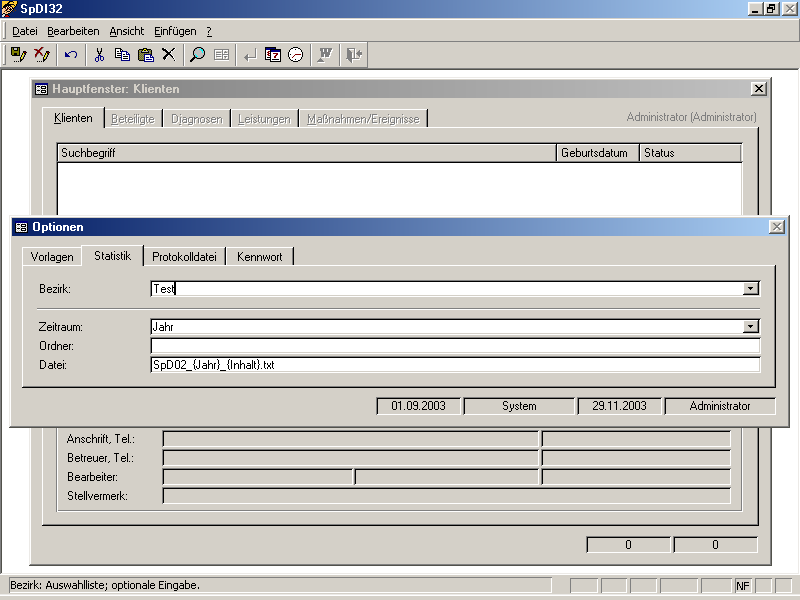 SpDI32
Datei Bearbeiten Ansicht Einfügen ?
Hauptfenster: Klienten
Klienten Beteiligte Diagnosen Leistungen Maßnahmen/Ereignisse Administrator (Administrator)
Suchbegriff Geburtsdatum Status
Optionen
Vorlagen Statistik Protokolldatei Kennwort
Bezirk: Test
Zeitraum: Jahr
Ordner:
Datei: SpD02_{Jahr}_{Inhalt}.txt
01.09.2003 System 29.11.2003 Administrator
Anschrift, Tel.:
Betreuer, Tel.:
Bearbeiter:
Stellvermerk:
0 0
Bezirk: Auswahlliste; optionale Eingabe. NF